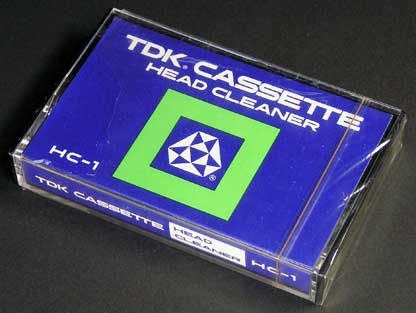 TDK® CASSETTE
HEAD CLEANER
HC-1
®
TDK CASSETTE HEAD CLEANER HC-1